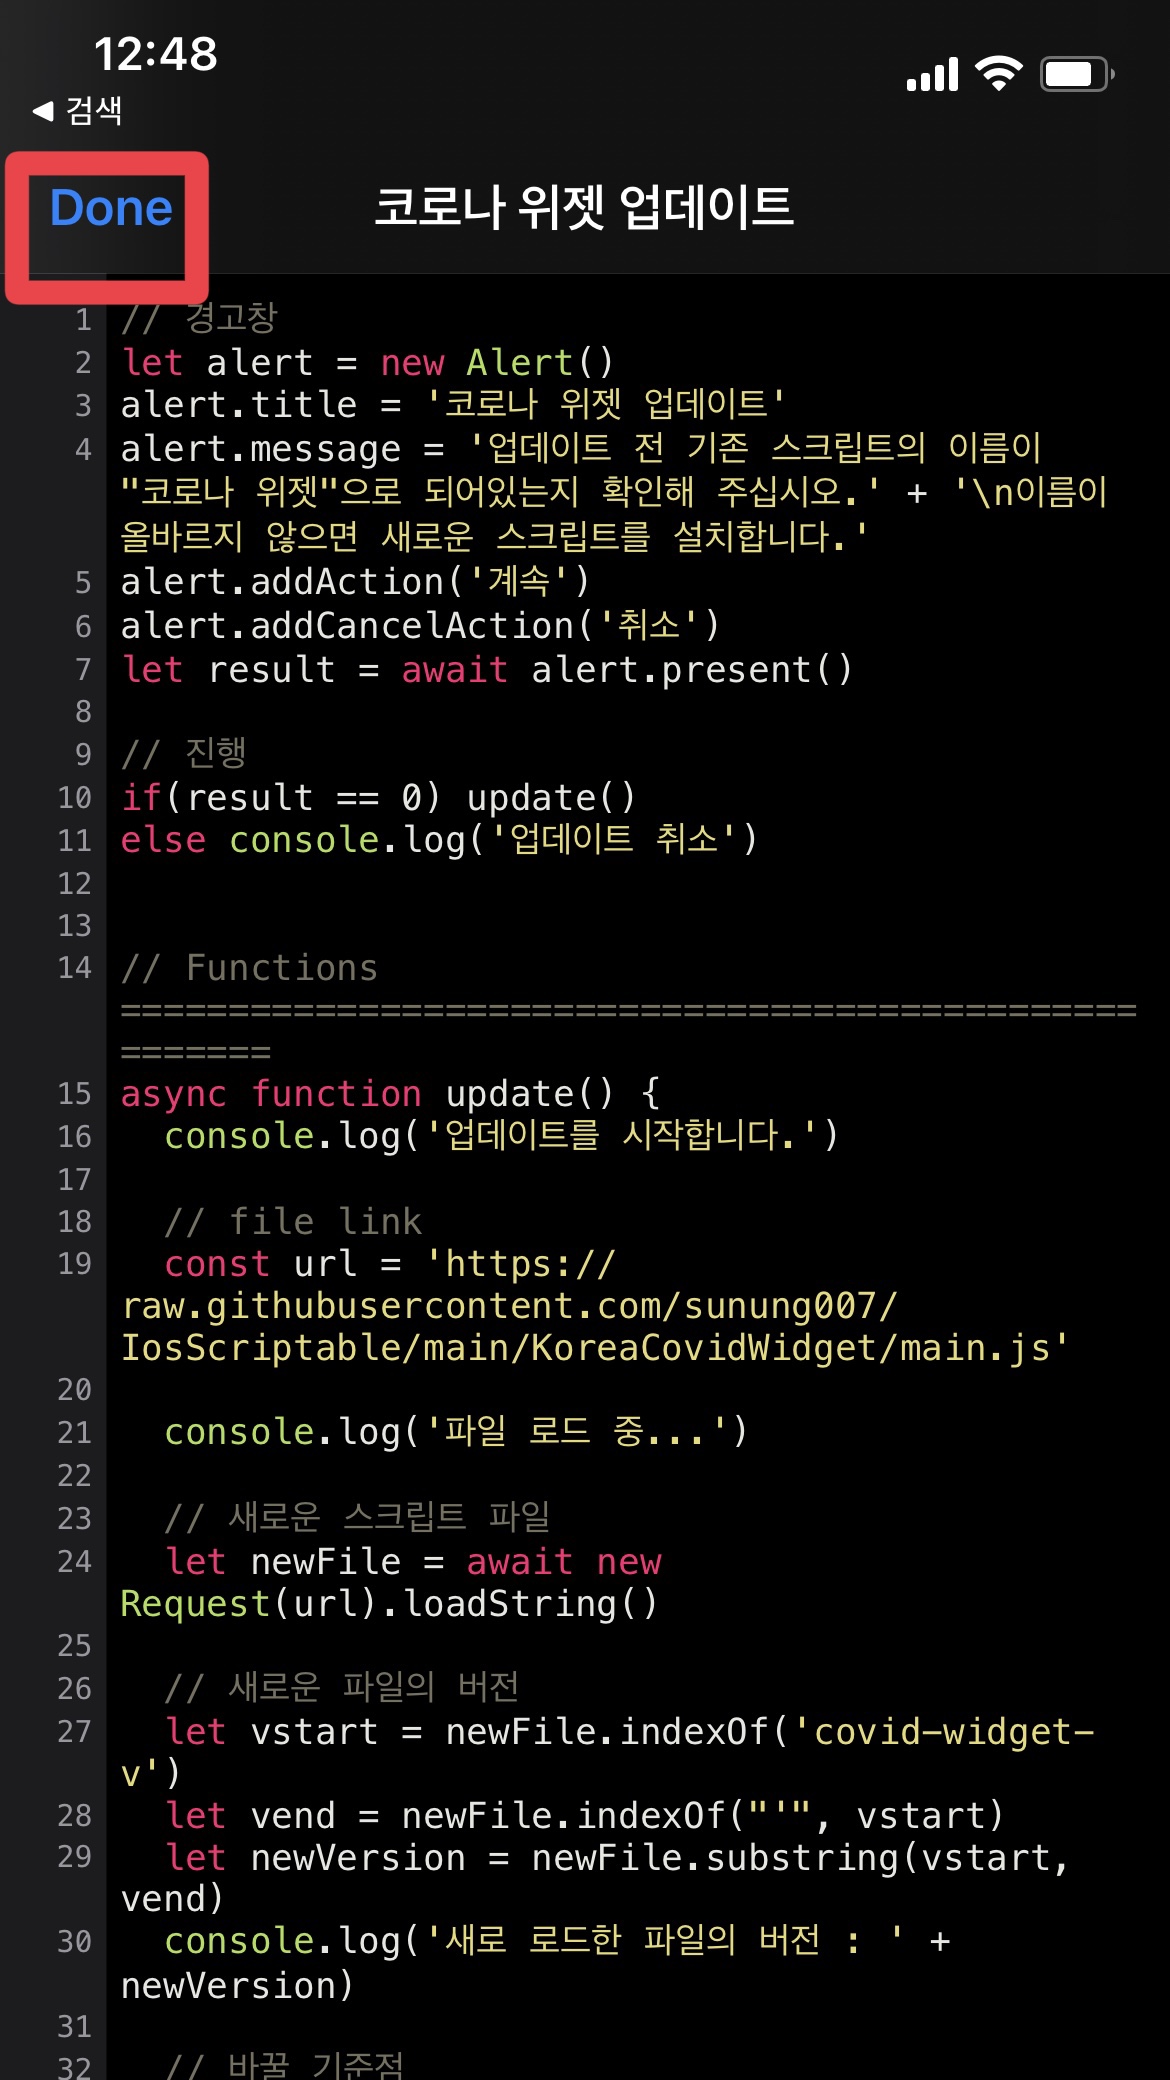 12:48
◀ 검색
Done
코로나 위젯 업데이트
1 // 경고창
2 let alert = new Alert()
3 alert.title = '코로나 위젯 업데이트'
4 alert.message = '업데이트 전 기존 스크립트의 이름이
"코로나 위젯"으로 되어있는지 확인해 주십시오.' + '\n이름이
올바르지 않으면 새로운 스크립트를 설치합니다.'
5 alert.addAction('계속')
6 alert.addCancelAction('취소')
7 let result = await alert.present()
8
9 // 진행
10 if(result == 0) update()
11 else console.log('업데이트 취소')
12
13
14 // Functions
===============================================
=======
15 async function update() {
16   console.log('업데이트를 시작합니다.')
17
18   // file link
19   const url = 'https://
raw.githubusercontent.com/sunung007/
IosScriptable/main/KoreaCovidWidget/main.js'
20
21   console.log('파일 로드 중...')
22
23   // 새로운 스크립트 파일
24   let newFile = await new
Request(url).loadString()
25
26   // 새로운 파일의 버전
27   let vstart = newFile.indexOf('covid-widget-
v')
28   let vend = newFile.indexOf("'", vstart)
29   let newVersion = newFile.substring(vstart,
vend)
30   console.log('새로 로드한 파일의 버전 : ' +
newVersion)
31
32   // 바꿀 기준점